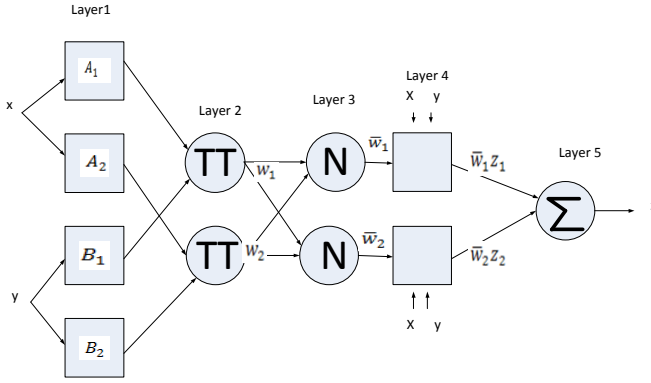 Layer1
Layer 2
Layer 3
Layer 4
Layer 5
x
y
A₁
A₂
B₁
B₂
TT
TT
w₁
W₂
N
N
w̅₁
w̅₂
X y
X y
w̅₁z₁
w̅₂z₂
Σ